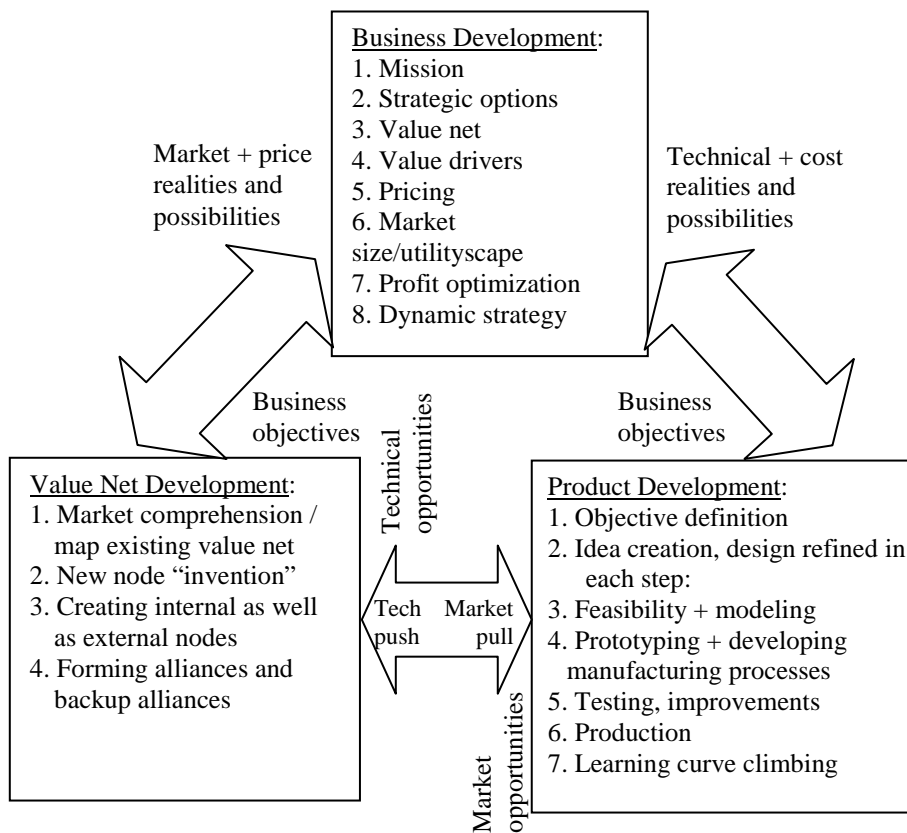 Business Development:
1. Mission
2. Strategic options
3. Value net
4. Value drivers
5. Pricing
6. Market
size/utilityscape
7. Profit optimization
8. Dynamic strategy
Market + price
realities and
possibilities
Technical + cost
realities and
possibilities
Business
objectives
Business
objectives
Technical
opportunities
Value Net Development:
1. Market comprehension /
map existing value net
2. New node “invention”
3. Creating internal as well
as external nodes
4. Forming alliances and
backup alliances
Tech
push
Market
pull
Market
opportunities
Product Development:
1. Objective definition
2. Idea creation, design refined in
each step:
3. Feasibility + modeling
4. Prototyping + developing
manufacturing processes
5. Testing, improvements
6. Production
7. Learning curve climbing